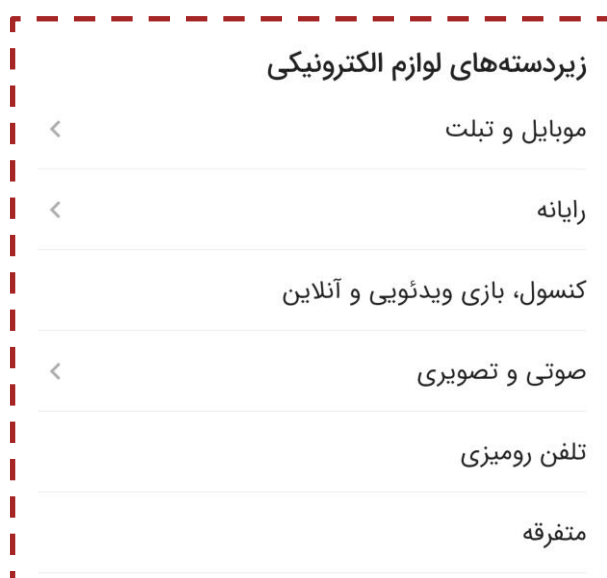 زیردسته‌های لوازم الکترونیکی
موبایل و تبلت
رایانه
کنسول، بازی ویدئویی و آنلاین
صوتی و تصویری
تلفن رومیزی
متفرقه